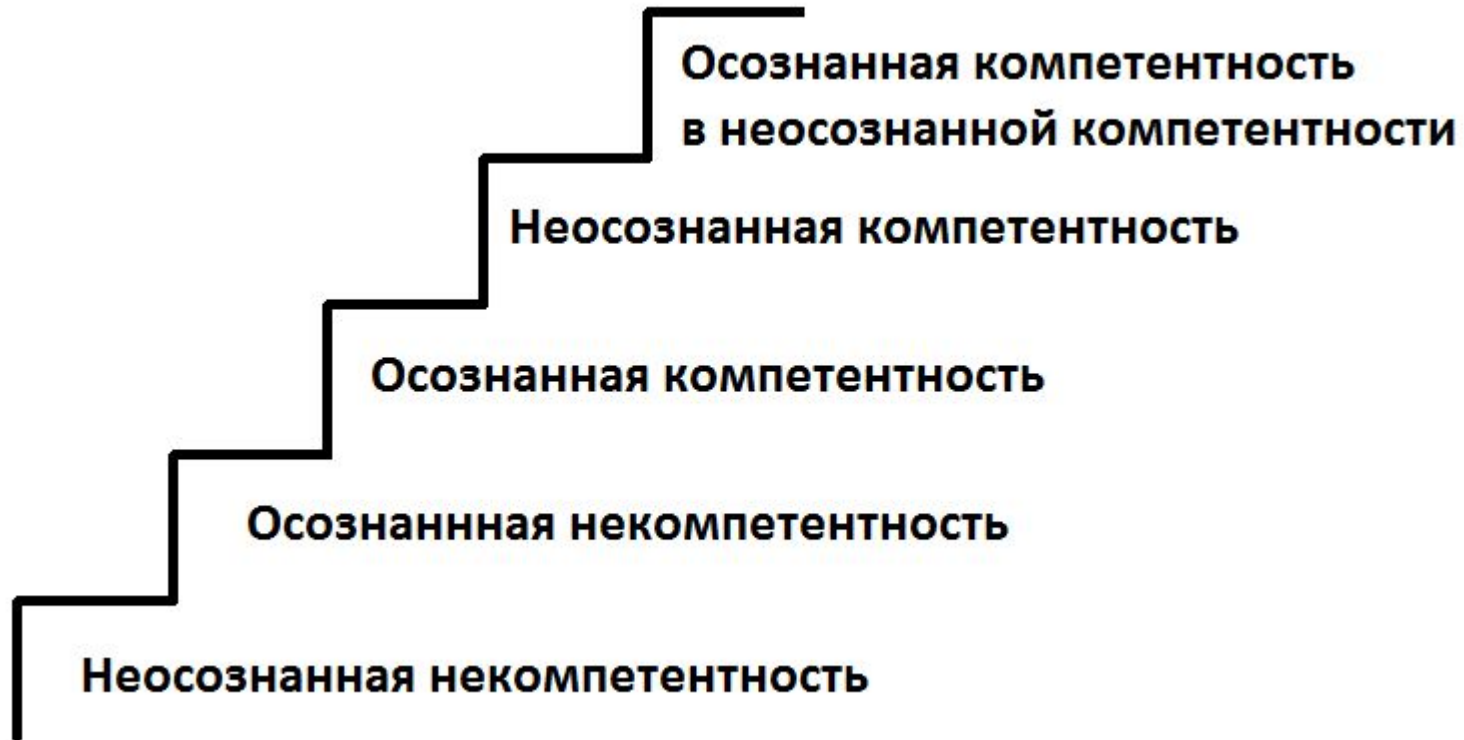 Осознанная компетентность
в неосознанной компетентности
Неосознанная компетентность
Осознанная компетентность
Осознаннная некомпетентность
Неосознанная некомпетентность